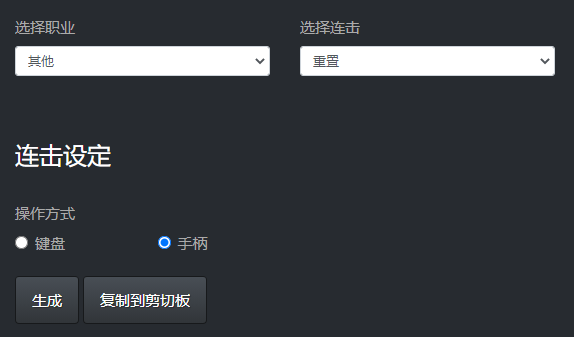 选择职业 选择连击
其他 重置
连击设定
操作方式
键盘 手柄
生成 复制到剪切板